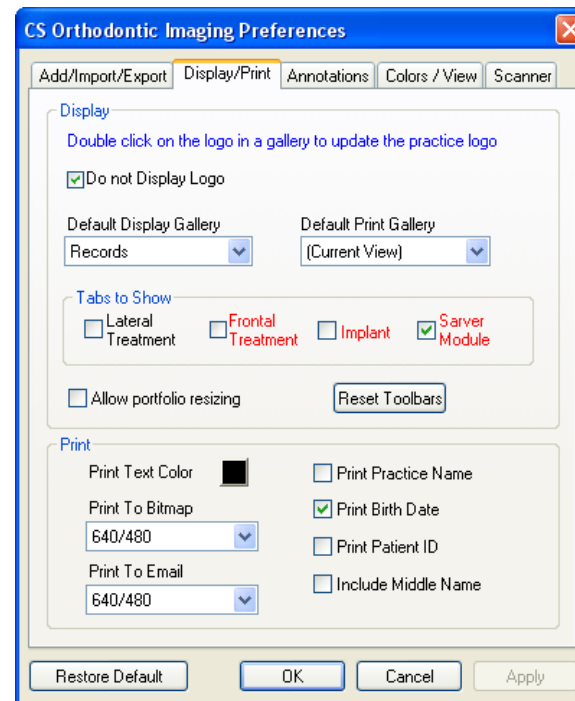 CS Orthodontic Imaging Preferences
Add/Import/Export Display/Print Annotations Colors / View Scanner
Display
Double click on the logo in a gallery to update the practice logo
Do not Display Logo
Default Display Gallery Default Print Gallery
Records (Current View)
Tabs to Show
Lateral Treatment Frontal Treatment Implant Sarver Module
Allow portfolio resizing Reset Toolbars
Print
Print Text Color Print Practice Name
Print To Bitmap Print Birth Date
640/480 Print Patient ID
Print To Email Include Middle Name
640/480
Restore Default OK Cancel Apply